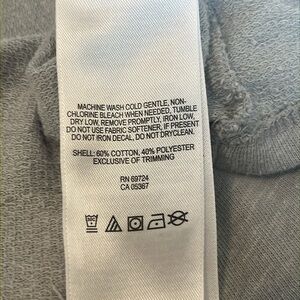 MACHINE WASH COLD GENTLE, NON-
CHLORINE BLEACH WHEN NEEDED, TUMBLE
DRY LOW, REMOVE PROMPTLY, IRON LOW,
DO NOT USE FABRIC SOFTENER, IF PRESENT
DO NOT IRON DECAL, DO NOT DRYCLEAN.
SHELL: 60% COTTON, 40% POLYESTER
EXCLUSIVE OF TRIMMING
RN 69724
CA 05367